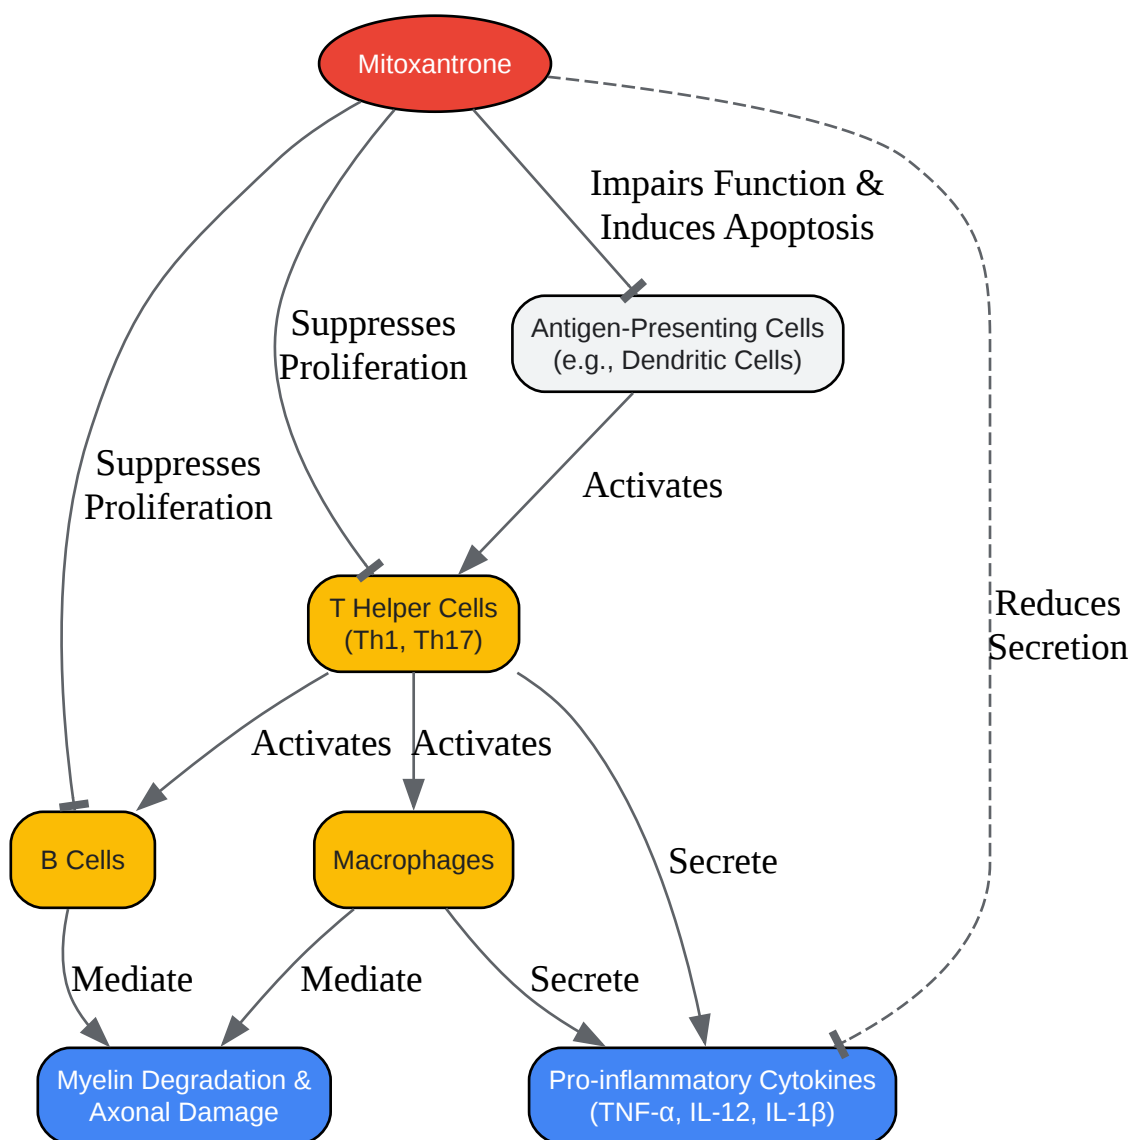 Mitoxantrone
Impairs Function &
Induces Apoptosis
Suppresses
Proliferation
Antigen-Presenting Cells
(e.g., Dendritic Cells)
Suppresses
Proliferation
Activates
T Helper Cells
(Th1, Th17)
Reduces
Secretion
Activates
Activates
B Cells
Macrophages
Secrete
Mediate
Mediate
Secrete
Myelin Degradation &
Axonal Damage
Pro-inflammatory Cytokines
(TNF-α, IL-12, IL-1β)